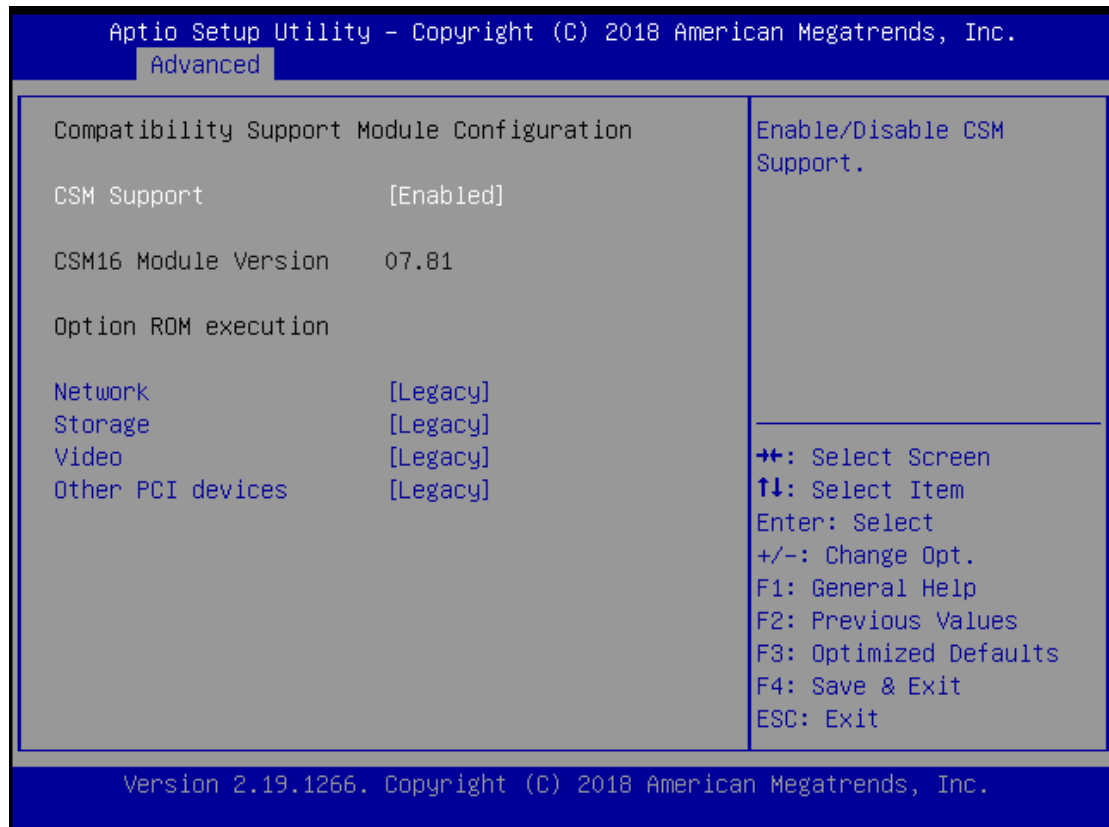 Aptio Setup Utility – Copyright (C) 2018 American Megatrends, Inc.
Advanced
Compatibility Support Module Configuration
CSM Support [Enabled]
CSM16 Module Version 07.81
Option ROM execution
Network [Legacy]
Storage [Legacy]
Video [Legacy]
Other PCI devices [Legacy]
Enable/Disable CSM
Support.
→←: Select Screen
↑↓: Select Item
Enter: Select
+/-: Change Opt.
F1: General Help
F2: Previous Values
F3: Optimized Defaults
F4: Save & Exit
ESC: Exit
Version 2.19.1266. Copyright (C) 2018 American Megatrends, Inc.